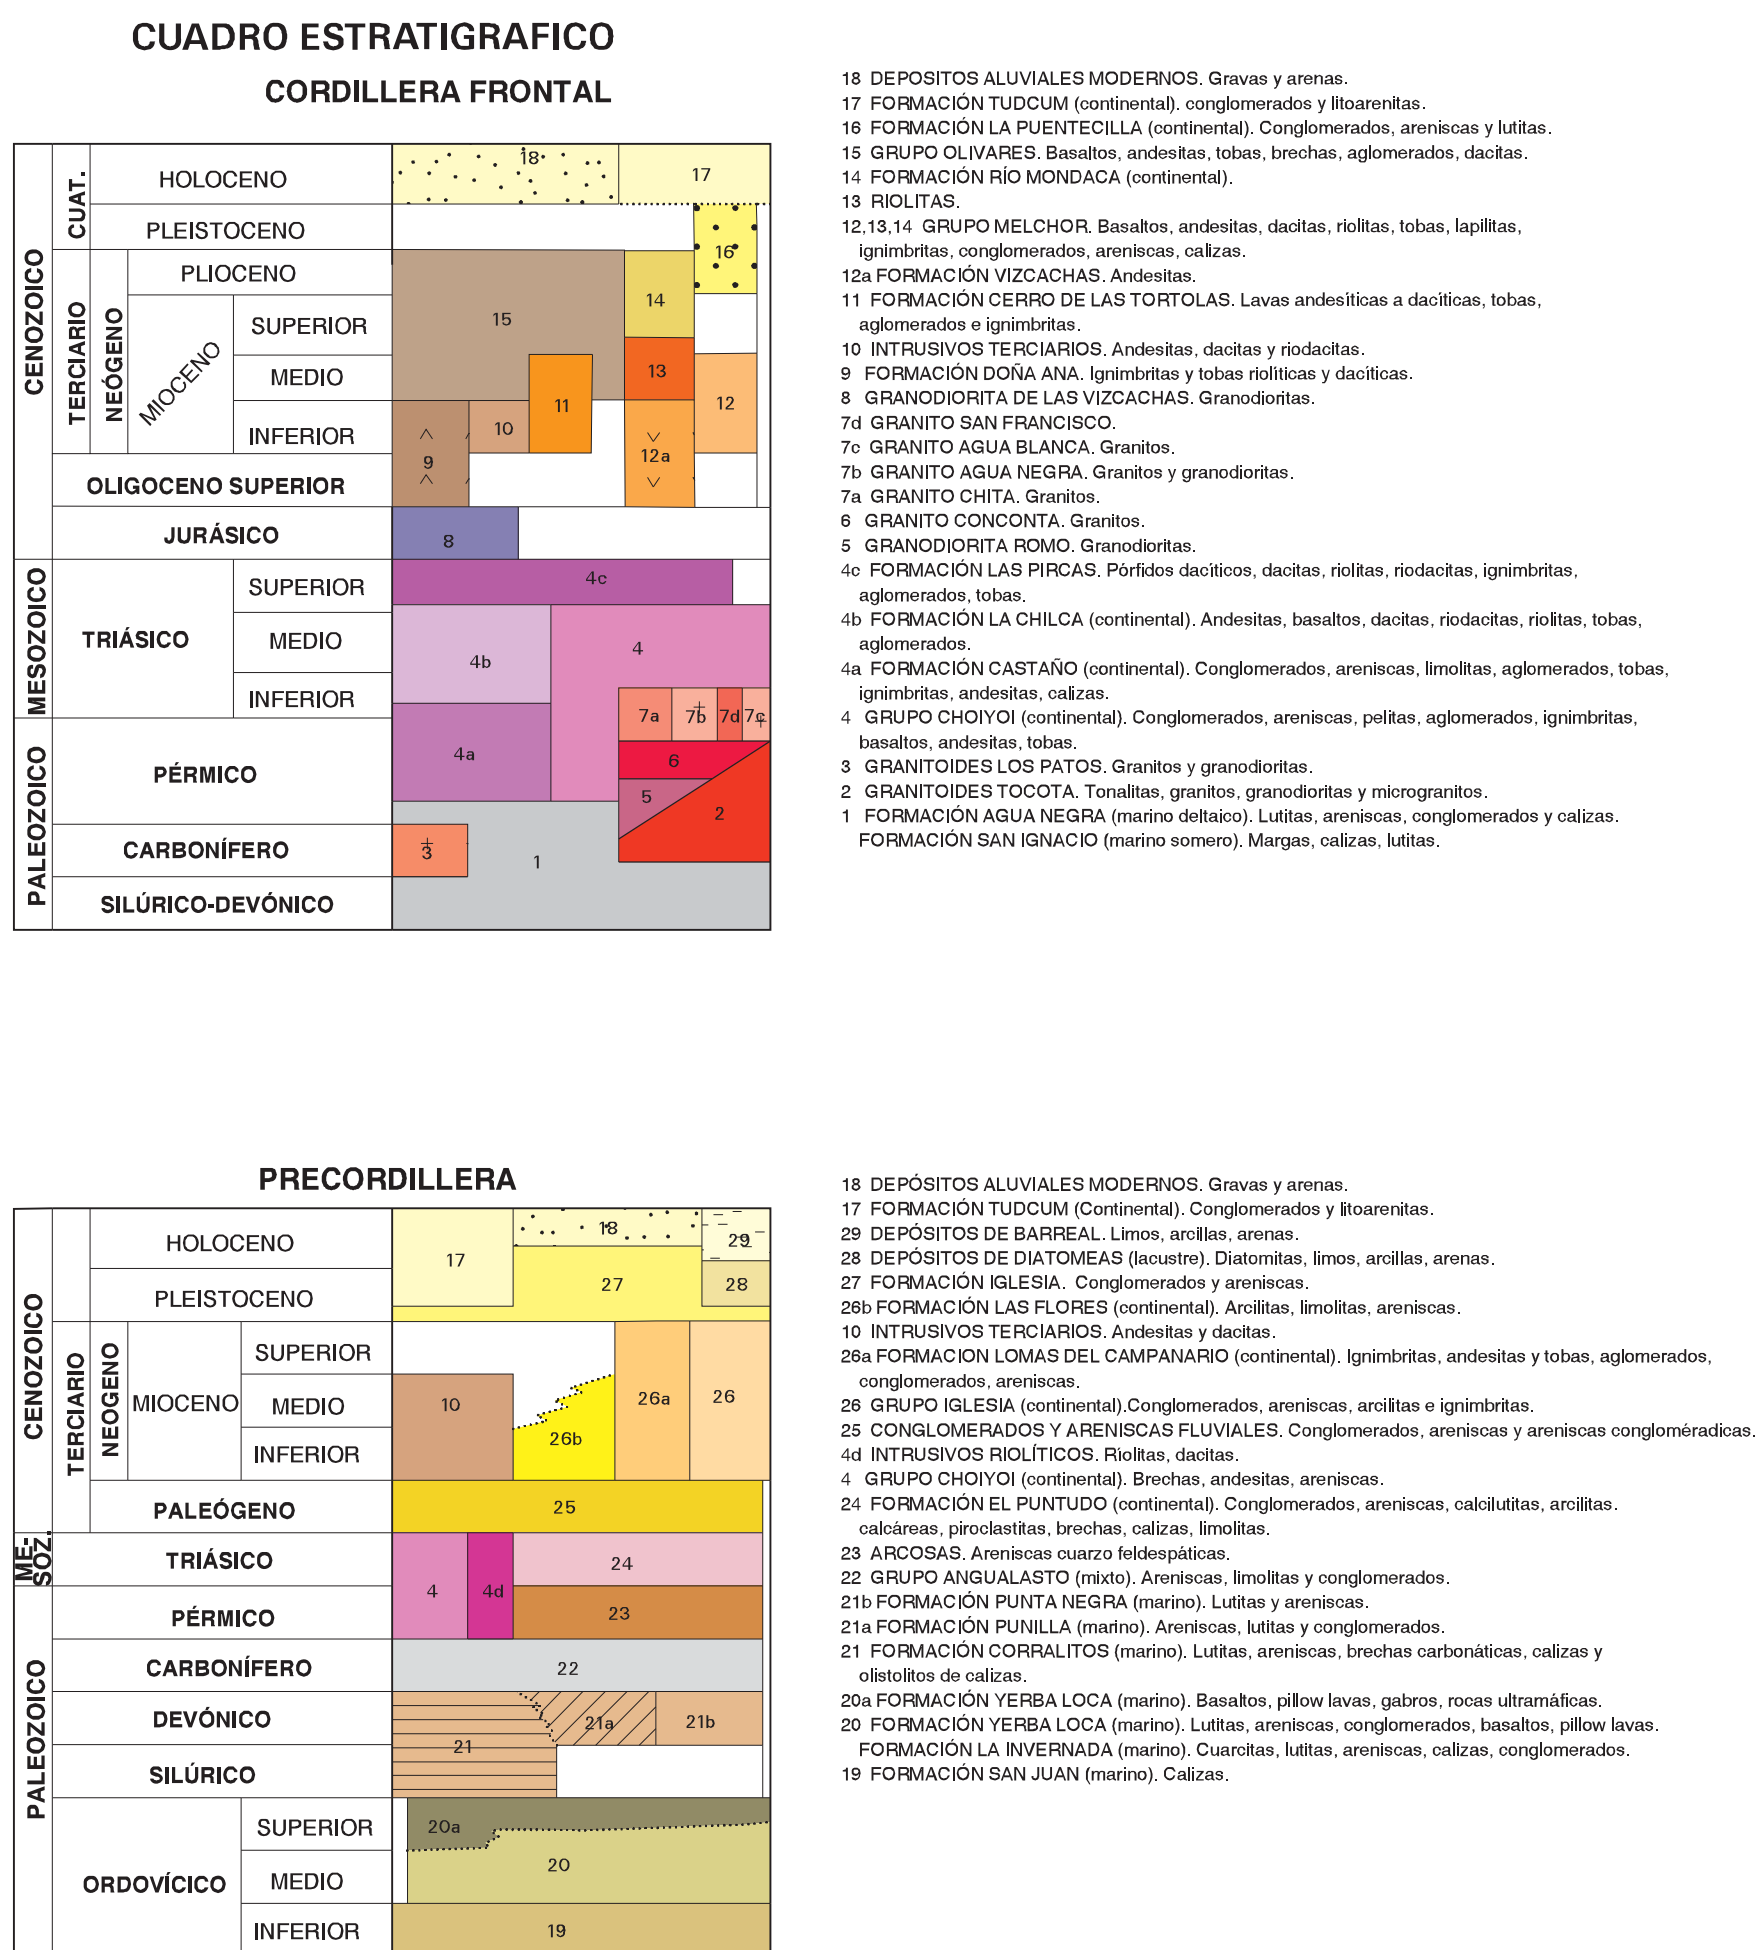 CUADRO ESTRATIGRAFICO
CORDILLERA FRONTAL
CENOZOICO
MESOZOICO
PALEOZOICO
CUAT.
TERCIARIO
NEÓGENO
MIOCENO
HOLOCENO
PLEISTOCENO
PLIOCENO
SUPERIOR
MEDIO
INFERIOR
OLIGOCENO SUPERIOR
JURÁSICO
TRIÁSICO
SUPERIOR
MEDIO
INFERIOR
PÉRMICO
CARBONÍFERO
SILÚRICO-DEVÓNICO
18
17
16
15
14
13
12
11
10
9
12a
8
4c
4b
4
7a
7b
7d
7c
4a
6
5
2
3
1
18 DEPOSITOS ALUVIALES MODERNOS. Gravas y arenas.
17 FORMACIÓN TUDCUM (continental). conglomerados y litoarenitas.
16 FORMACIÓN LA PUENTECILLA (continental). Conglomerados, areniscas y lutitas.
15 GRUPO OLIVARES. Basaltos, andesitas, tobas, brechas, aglomerados, dacitas.
14 FORMACIÓN RÍO MONDACA (continental).
13 RIOLITAS.
12,13,14 GRUPO MELCHOR. Basaltos, andesitas, dacitas, riolitas, tobas, lapilitas,
ignimbritas, conglomerados, areniscas, calizas.
12a FORMACIÓN VIZCACHAS. Andesitas.
11 FORMACIÓN CERRO DE LAS TORTOLAS. Lavas andesíticas a dacíticas, tobas,
aglomerados e ignimbritas.
10 INTRUSIVOS TERCIARIOS. Andesitas, dacitas y riodacitas.
9 FORMACIÓN DOÑA ANA. Ignimbritas y tobas riolíticas y dacíticas.
8 GRANODIORITA DE LAS VIZCACHAS. Granodioritas.
7d GRANITO SAN FRANCISCO.
7c GRANITO AGUA BLANCA. Granitos.
7b GRANITO AGUA NEGRA. Granitos y granodioritas.
7a GRANITO CHITA. Granitos.
6 GRANITO CONCONTA. Granitos.
5 GRANODIORITA ROMO. Granodioritas.
4c FORMACIÓN LAS PIRCAS. Pórfidos dacíticos, dacitas, riolitas, riodacitas, ignimbritas,
aglomerados, tobas.
4b FORMACIÓN LA CHILCA (continental). Andesitas, basaltos, dacitas, riodacitas, riolitas, tobas,
aglomerados.
4a FORMACIÓN CASTAÑO (continental). Conglomerados, areniscas, limolitas, aglomerados, tobas,
ignimbritas, andesitas, calizas.
4 GRUPO CHOIYOI (continental). Conglomerados, areniscas, pelitas, aglomerados, ignimbritas,
basaltos, andesitas, tobas.
3 GRANITOIDES LOS PATOS. Granitos y granodioritas.
2 GRANITOIDES TOCOTA. Tonalitas, granitos, granodioritas y microgranitos.
1 FORMACIÓN AGUA NEGRA (marino deltaico). Lutitas, areniscas, conglomerados y calizas.
FORMACIÓN SAN IGNACIO (marino somero). Margas, calizas, lutitas.
PRECORDILLERA
CENOZOICO
ME-
SOZ.
PALEOZOICO
TERCIARIO
NEOGENO
HOLOCENO
PLEISTOCENO
MIOCENO
SUPERIOR
MEDIO
INFERIOR
PALEÓGENO
TRIÁSICO
PÉRMICO
CARBONÍFERO
DEVÓNICO
SILÚRICO
ORDOVÍCICO
SUPERIOR
MEDIO
INFERIOR
17
18
29
27
28
10
26b
26a
26
25
4
4d
24
23
22
21
21a
21b
20a
20
19
18 DEPÓSITOS ALUVIALES MODERNOS. Gravas y arenas.
17 FORMACIÓN TUDCUM (Continental). Conglomerados y litoarenitas.
29 DEPÓSITOS DE BARREAL. Limos, arcillas, arenas.
28 DEPÓSITOS DE DIATOMEAS (lacustre). Diatomitas, limos, arcillas, arenas.
27 FORMACIÓN IGLESIA. Conglomerados y areniscas.
26b FORMACIÓN LAS FLORES (continental). Arcilitas, limolitas, areniscas.
10 INTRUSIVOS TERCIARIOS. Andesitas y dacitas.
26a FORMACION LOMAS DEL CAMPANARIO (continental). Ignimbritas, andesitas y tobas, aglomerados,
conglomerados, areniscas.
26 GRUPO IGLESIA (continental).Conglomerados, areniscas, arcilitas e ignimbritas.
25 CONGLOMERADOS Y ARENISCAS FLUVIALES. Conglomerados, areniscas y areniscas congloméradicas.
4d INTRUSIVOS RIOLÍTICOS. Ríolitas, dacitas.
4 GRUPO CHOIYOI (continental). Brechas, andesitas, areniscas.
24 FORMACIÓN EL PUNTUDO (continental). Conglomerados, areniscas, calcilutitas, arcilitas.
calcáreas, piroclastitas, brechas, calizas, limolitas.
23 ARCOSAS. Areniscas cuarzo feldespáticas.
22 GRUPO ANGUALASTO (mixto). Areniscas, limolitas y conglomerados.
21b FORMACIÓN PUNTA NEGRA (marino). Lutitas y areniscas.
21a FORMACIÓN PUNILLA (marino). Areniscas, lutitas y conglomerados.
21 FORMACIÓN CORRALITOS (marino). Lutitas, areniscas, brechas carbonáticas, calizas y
olistolitos de calizas.
20a FORMACIÓN YERBA LOCA (marino). Basaltos, pillow lavas, gabros, rocas ultramáficas.
20 FORMACIÓN YERBA LOCA (marino). Lutitas, areniscas, conglomerados, basaltos, pillow lavas.
FORMACIÓN LA INVERNADA (marino). Cuarcitas, lutitas, areniscas, calizas, conglomerados.
19 FORMACIÓN SAN JUAN (marino). Calizas.